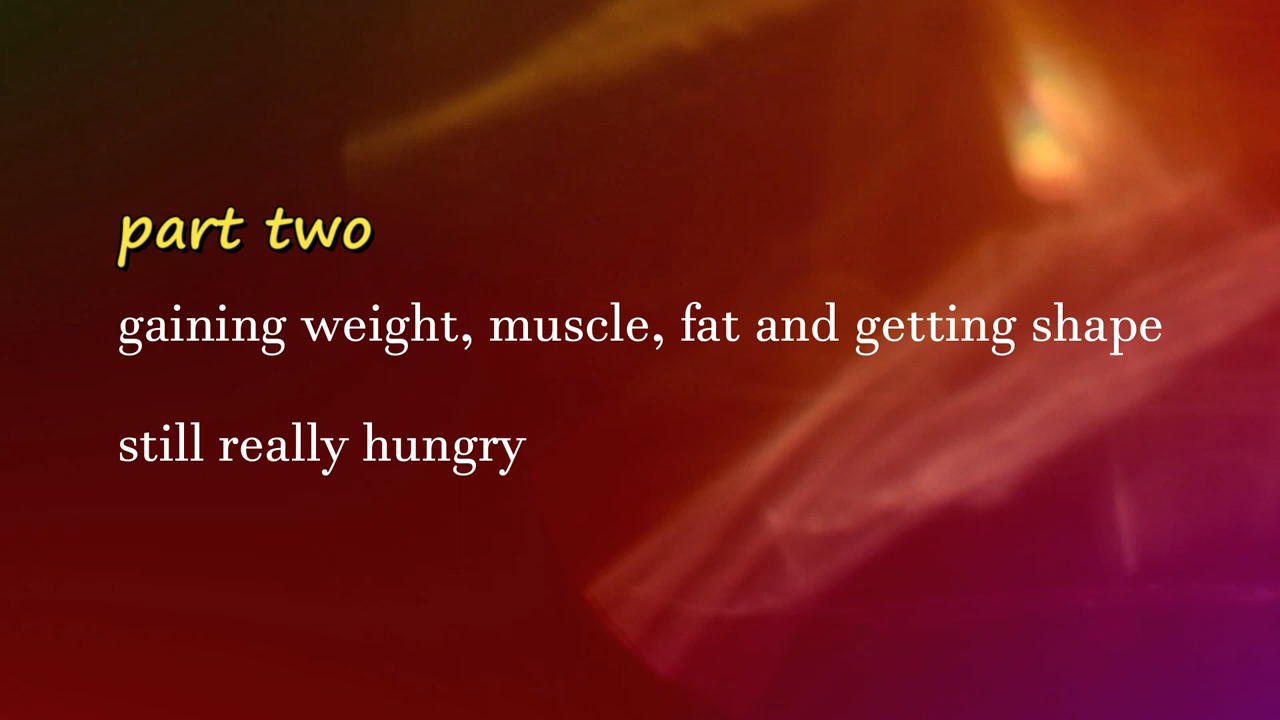 part two
gaining weight, muscle, fat and getting shape
still really hungry